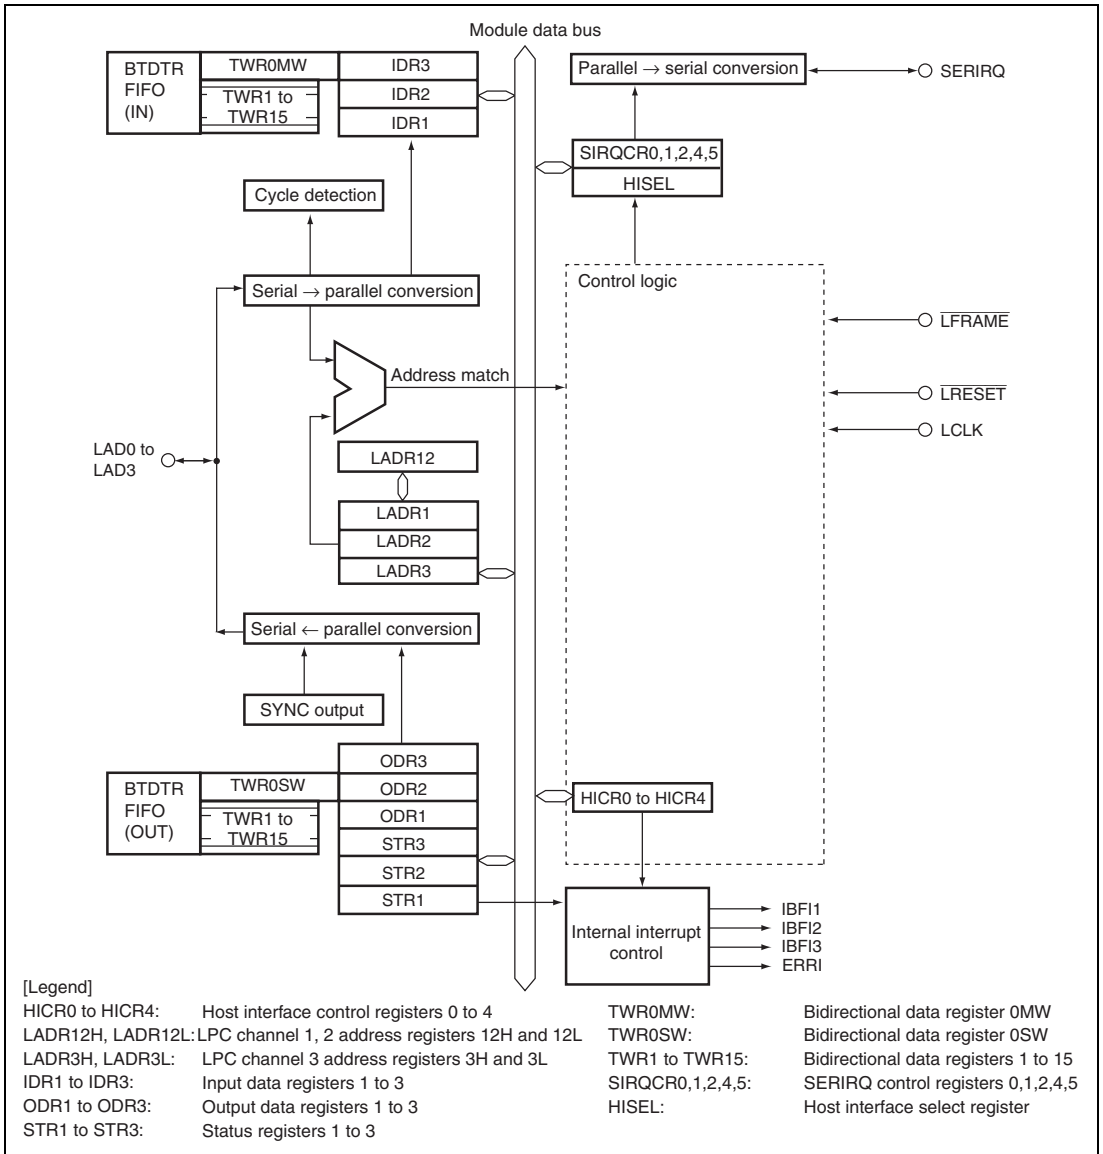 Module data bus
BTDTR
FIFO
(IN)
TWR0MW
TWR1 to
TWR15
IDR3
IDR2
IDR1
Parallel → serial conversion
SERIRQ
SIRQCR0,1,2,4,5
HISEL
Cycle detection
Serial → parallel conversion
Control logic
LFRAME
LRESET
LCLK
Address match
LAD0 to
LAD3
LADR12
LADR1
LADR2
LADR3
Serial ← parallel conversion
SYNC output
BTDTR
FIFO
(OUT)
TWR0SW
TWR1 to
TWR15
ODR3
ODR2
ODR1
STR3
STR2
STR1
HICR0 to HICR4
Internal interrupt
control
IBFI1
IBFI2
IBFI3
ERRI
[Legend]
HICR0 to HICR4: Host interface control registers 0 to 4
LADR12H, LADR12L: LPC channel 1, 2 address registers 12H and 12L
LADR3H, LADR3L: LPC channel 3 address registers 3H and 3L
IDR1 to IDR3: Input data registers 1 to 3
ODR1 to ODR3: Output data registers 1 to 3
STR1 to STR3: Status registers 1 to 3
TWR0MW: Bidirectional data register 0MW
TWR0SW: Bidirectional data register 0SW
TWR1 to TWR15: Bidirectional data registers 1 to 15
SIRQCR0,1,2,4,5: SERIRQ control registers 0,1,2,4,5
HISEL: Host interface select register